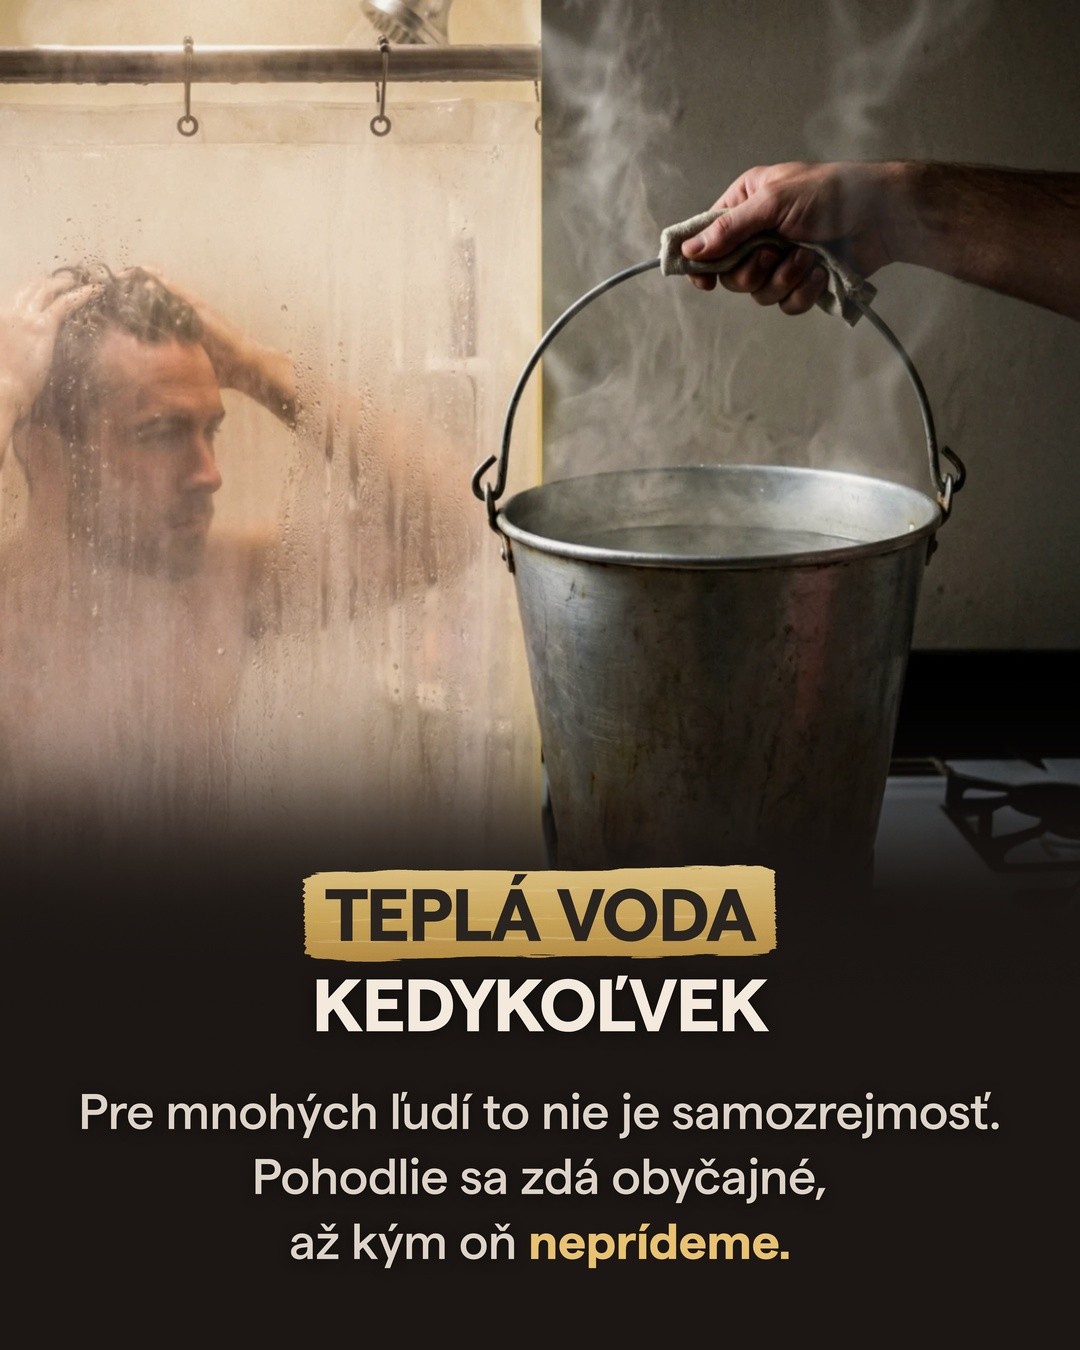 TEPLÁ VODA
KEDYKOĽVEK
Pre mnohých ľudí to nie je samozrejmosť.
Pohodlie sa zdá obyčajné,
až kým oň neprídeme.